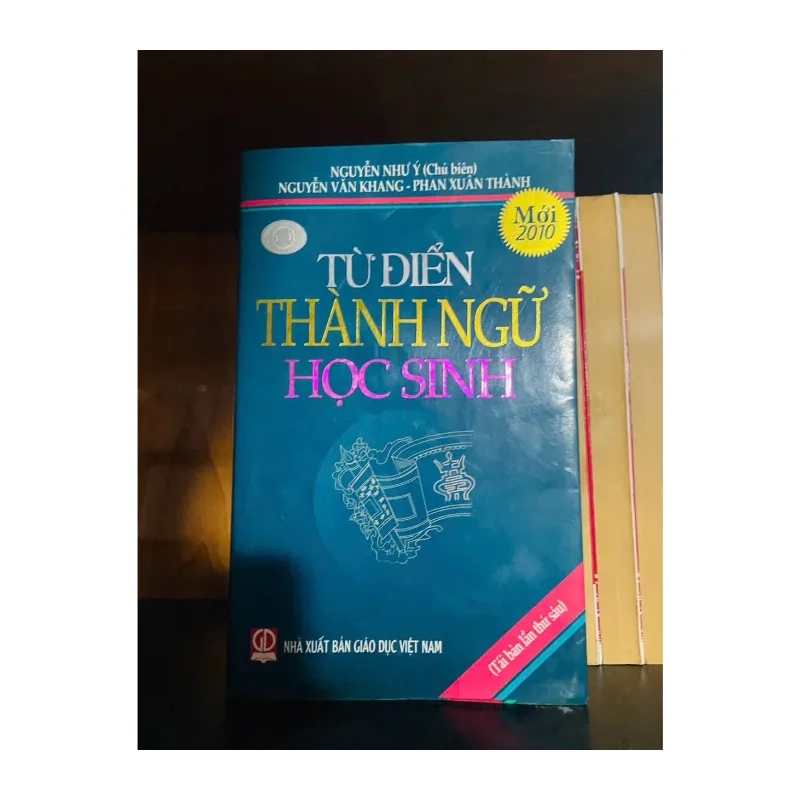 NGUYỄN NHƯ Ý (Chủ biên)
NGUYỄN VĂN KHANG - PHAN XUÂN THÀNH
Mới
2010
TỪ ĐIỂN
THÀNH NGỮ
HỌC SINH
(Tái bản lần thứ sáu)
GD
NHÀ XUẤT BẢN GIÁO DỤC VIỆT NAM